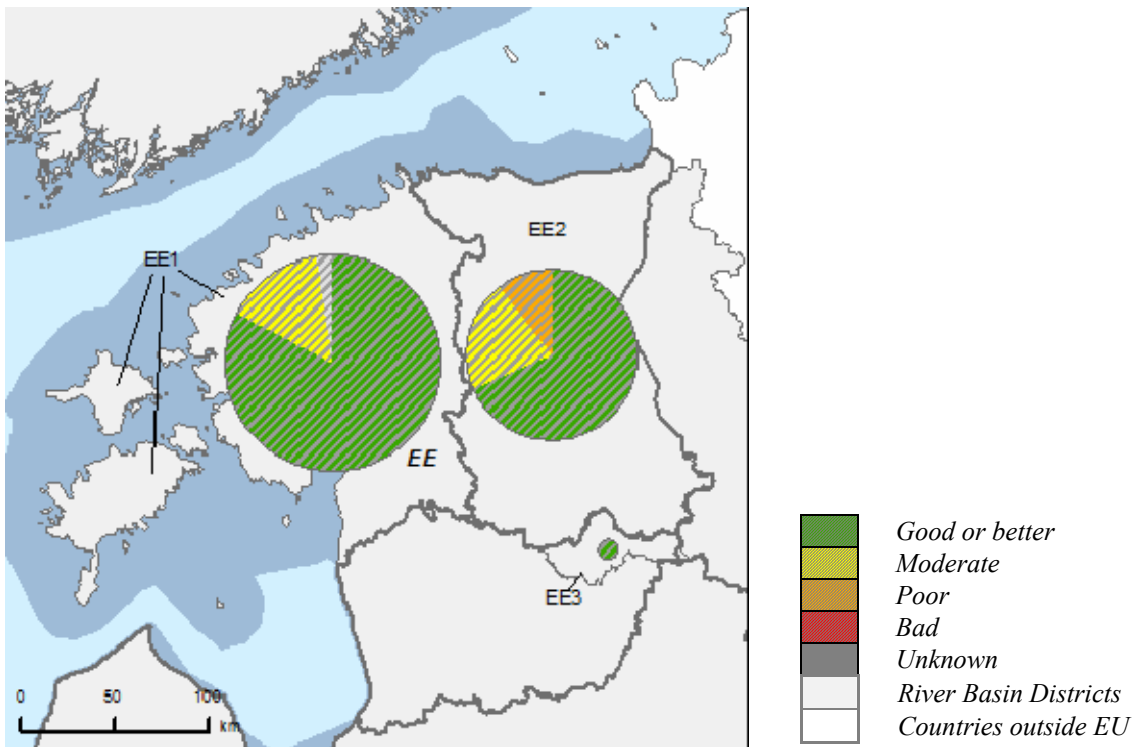 EE2
EE1
EE
EE3
0 50 100
km
Good or better
Moderate
Poor
Bad
Unknown
River Basin Districts
Countries outside EU